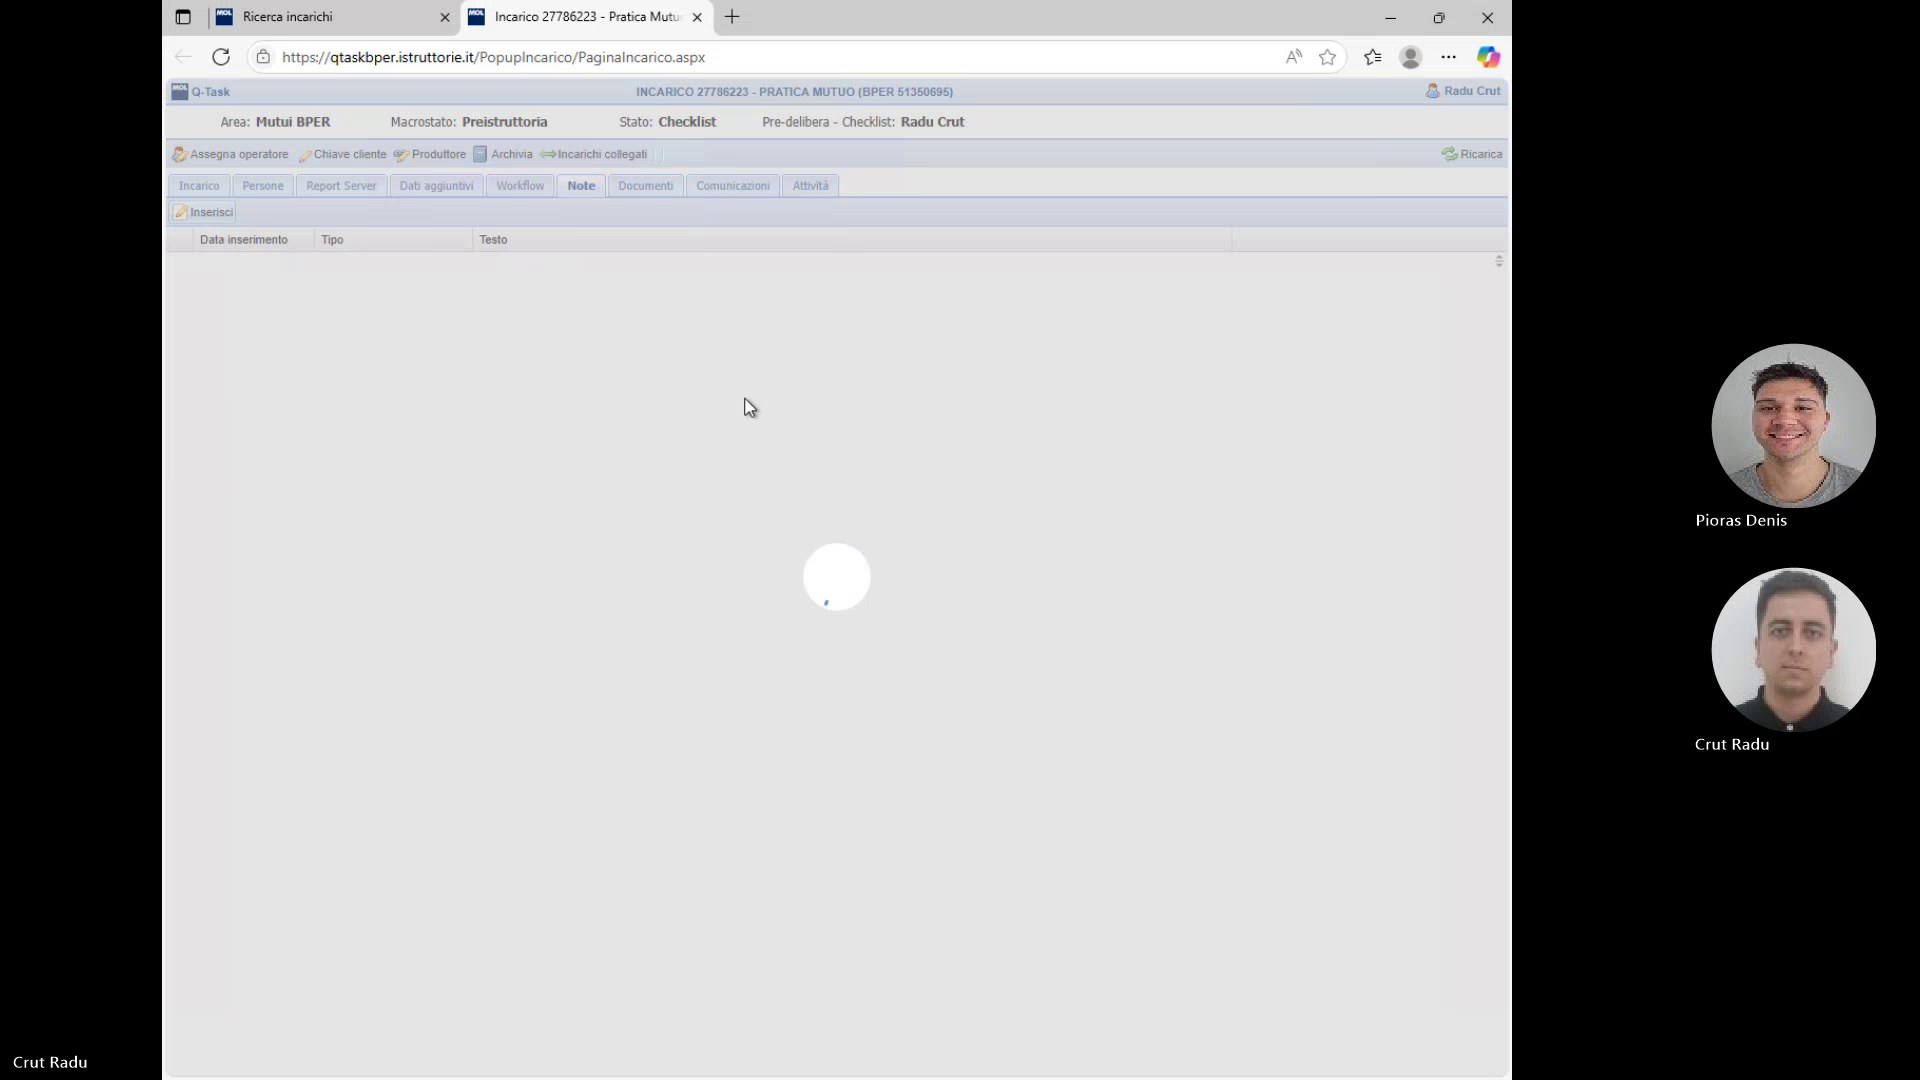 Ricerca incarichi
Incarico 27786223 - Pratica Mutu
https://qtaskbper.istruttorie.it/PopupIncarico/PaginaIncarico.aspx
MOL Q-Task
INCARICO 27786223 - PRATICA MUTUO (BPER 51350695)
Radu Crut
Area: Mutui BPER
Macrostato: Preistruttoria
Stato: Checklist
Pre-delibera - Checklist: Radu Crut
Assegna operatore
Chiave cliente
Produttore
Archivia
Incarichi collegati
Ricarica
Incarico
Persone
Report Server
Dati aggiuntivi
Workflow
Note
Documenti
Comunicazioni
Attività
Inserisci
Data inserimento
Tipo
Testo
Pioras Denis
Crut Radu
Crut Radu